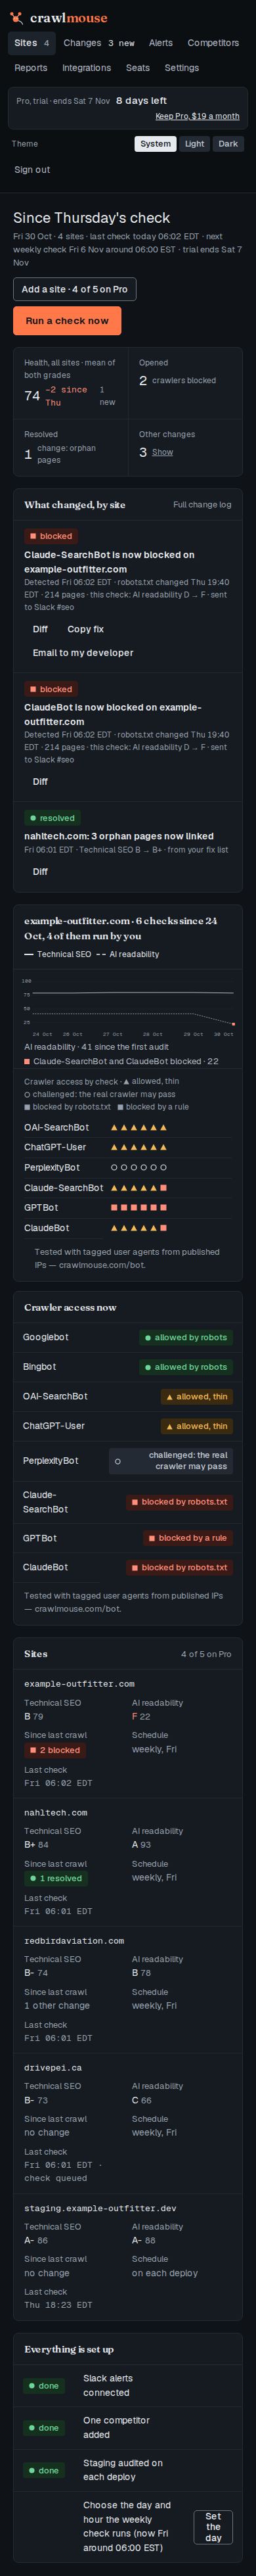 crawlmouse
Sites 4 Changes 3 new Alerts Competitors
Reports Integrations Seats Settings
Pro, trial · ends Sat 7 Nov 8 days left
Keep Pro, $19 a month
Theme System Light Dark
Sign out
Since Thursday's check
Fri 30 Oct · 4 sites · last check today 06:02 EDT · next
weekly check Fri 6 Nov around 06:00 EST · trial ends Sat 7
Nov
Add a site · 4 of 5 on Pro
Run a check now
Health, all sites · mean of
both grades
74 −2 since
Thu
1
new
Opened
2 crawlers blocked
Resolved
1 change: orphan
pages
Other changes
3 Show
What changed, by site Full change log
blocked
Claude-SearchBot is now blocked on
example-outfitter.com
Detected Fri 06:02 EDT · robots.txt changed Thu 19:40
EDT · 214 pages · this check: AI readability D → F · sent
to Slack #seo
Diff Copy fix
Email to my developer
blocked
ClaudeBot is now blocked on example-
outfitter.com
Detected Fri 06:02 EDT · robots.txt changed Thu 19:40
EDT · 214 pages · this check: AI readability D → F · sent
to Slack #seo
Diff
resolved
nahltech.com: 3 orphan pages now linked
Fri 06:01 EDT · Technical SEO B → B+ · from your fix list
Diff
example-outfitter.com · 6 checks since 24
Oct, 4 of them run by you
Technical SEO AI readability
100
75
50
25
24 Oct 26 Oct 27 Oct 28 Oct 29 Oct 30 Oct
AI readability · 41 since the first audit
Claude-SearchBot and ClaudeBot blocked · 22
Crawler access by check · allowed, thin
challenged: the real crawler may pass
blocked by robots.txt blocked by a rule
OAI-SearchBot
ChatGPT-User
PerplexityBot
Claude-SearchBot
GPTBot
ClaudeBot
Tested with tagged user agents from published
IPs — crawlmouse.com/bot.
Crawler access now
Googlebot allowed by robots
Bingbot allowed by robots
OAI-SearchBot allowed, thin
ChatGPT-User allowed, thin
PerplexityBot challenged: the real
crawler may pass
Claude-
SearchBot blocked by robots.txt
GPTBot blocked by a rule
ClaudeBot blocked by robots.txt
Tested with tagged user agents from published IPs
— crawlmouse.com/bot.
Sites 4 of 5 on Pro
example-outfitter.com
Technical SEO AI readability
B 79 F 22
Since last crawl Schedule
2 blocked weekly, Fri
Last check
Fri 06:02 EDT
nahltech.com
Technical SEO AI readability
B+ 84 A 93
Since last crawl Schedule
1 resolved weekly, Fri
Last check
Fri 06:01 EDT
redbirdaviation.com
Technical SEO AI readability
B- 74 B 78
Since last crawl Schedule
1 other change weekly, Fri
Last check
Fri 06:01 EDT
drivepei.ca
Technical SEO AI readability
B- 73 C 66
Since last crawl Schedule
no change weekly, Fri
Last check
Fri 06:01 EDT ·
check queued
staging.example-outfitter.dev
Technical SEO AI readability
A- 86 A- 88
Since last crawl Schedule
no change on each deploy
Last check
Thu 18:23 EDT
Everything is set up
done Slack alerts
connected
done One competitor
added
done Staging audited on
each deploy
Choose the day and
hour the weekly
check runs (now Fri
around 06:00 EST)
Set
the
day